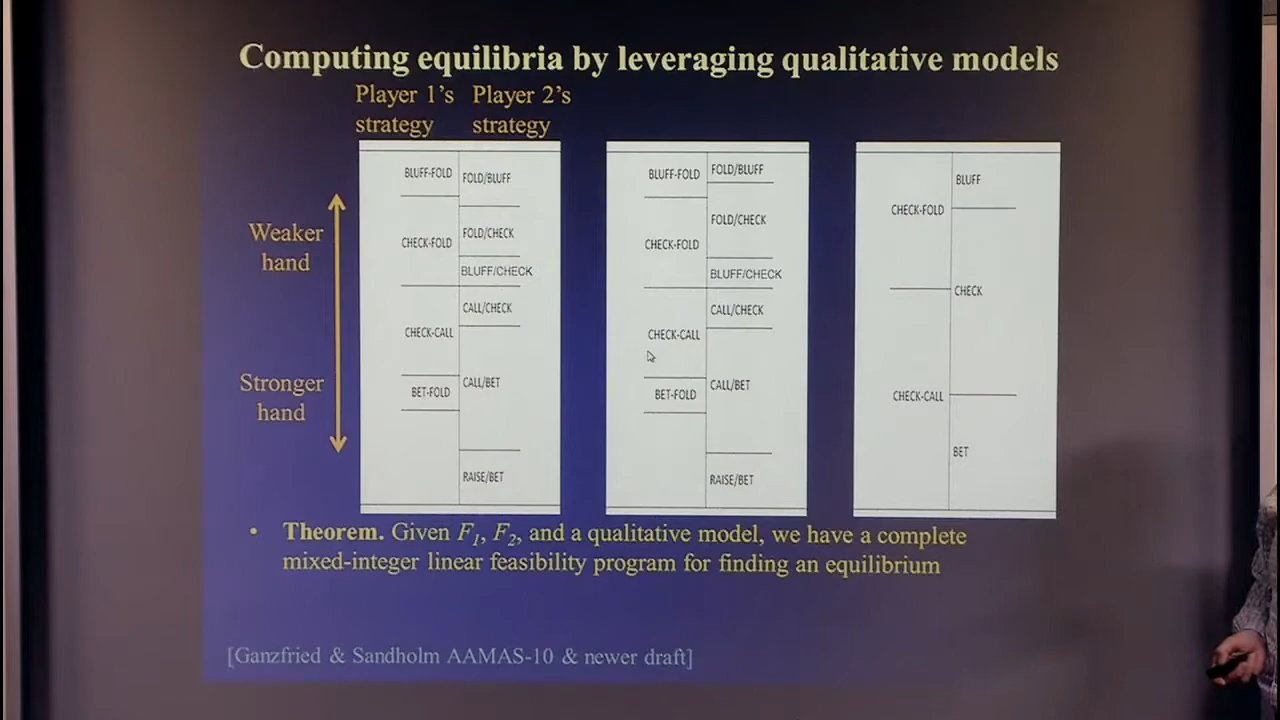 Computing equilibria by leveraging qualitative models
Player 1's Player 2's
strategy strategy
Weaker
hand
Stronger
hand
BLUFF-FOLD
CHECK-FOLD
CHECK-CALL
BET-FOLD
FOLD/BLUFF
FOLD/CHECK
BLUFF/CHECK
CALL/CHECK
CALL/BET
RAISE/BET
BLUFF-FOLD
CHECK-FOLD
CHECK-CALL
BET-FOLD
FOLD/BLUFF
FOLD/CHECK
BLUFF/CHECK
CALL/CHECK
CALL/BET
RAISE/BET
CHECK-FOLD
CHECK-CALL
BLUFF
CHECK
BET
• Theorem. Given F1, F2, and a qualitative model, we have a complete
mixed-integer linear feasibility program for finding an equilibrium
[Ganzfried & Sandholm AAMAS-10 & newer draft]